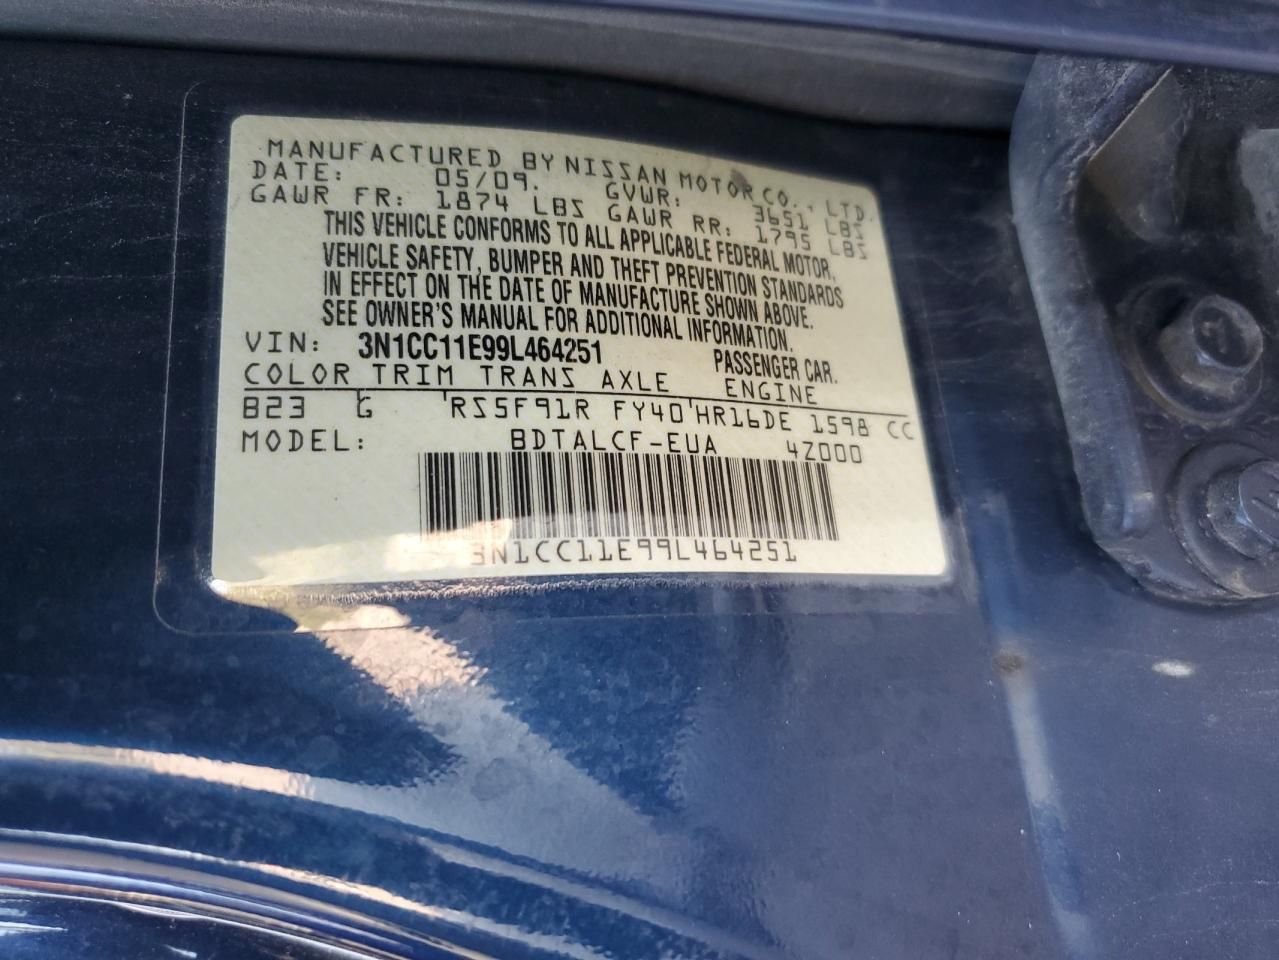 MANUFACTURED BY NISSAN MOTOR CO., LTD.
DATE: 05/09. GVWR: 3651 LBS
GAWR FR: 1874 LBS GAWR RR: 1795 LBS
THIS VEHICLE CONFORMS TO ALL APPLICABLE FEDERAL MOTOR
VEHICLE SAFETY, BUMPER AND THEFT PREVENTION STANDARDS
IN EFFECT ON THE DATE OF MANUFACTURE SHOWN ABOVE.
SEE OWNER'S MANUAL FOR ADDITIONAL INFORMATION.
VIN: 3N1CC11E99L464251 PASSENGER CAR.
COLOR TRIM TRANS AXLE ENGINE
B23 G RS5F91R FY40 HR16DE 1598 CC
MODEL: BDTALCF-EUA 4Z000
3N1CC11E99L464251